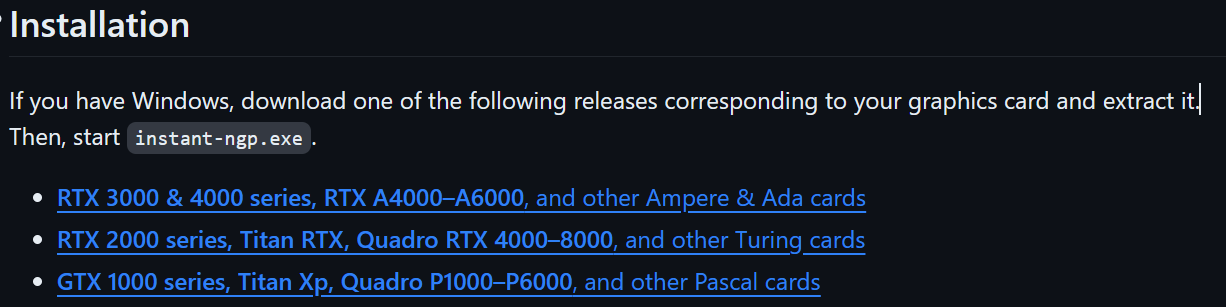 Installation
If you have Windows, download one of the following releases corresponding to your graphics card and extract it.
Then, start instant-ngp.exe.
• RTX 3000 & 4000 series, RTX A4000–A6000, and other Ampere & Ada cards
• RTX 2000 series, Titan RTX, Quadro RTX 4000–8000, and other Turing cards
• GTX 1000 series, Titan Xp, Quadro P1000–P6000, and other Pascal cards